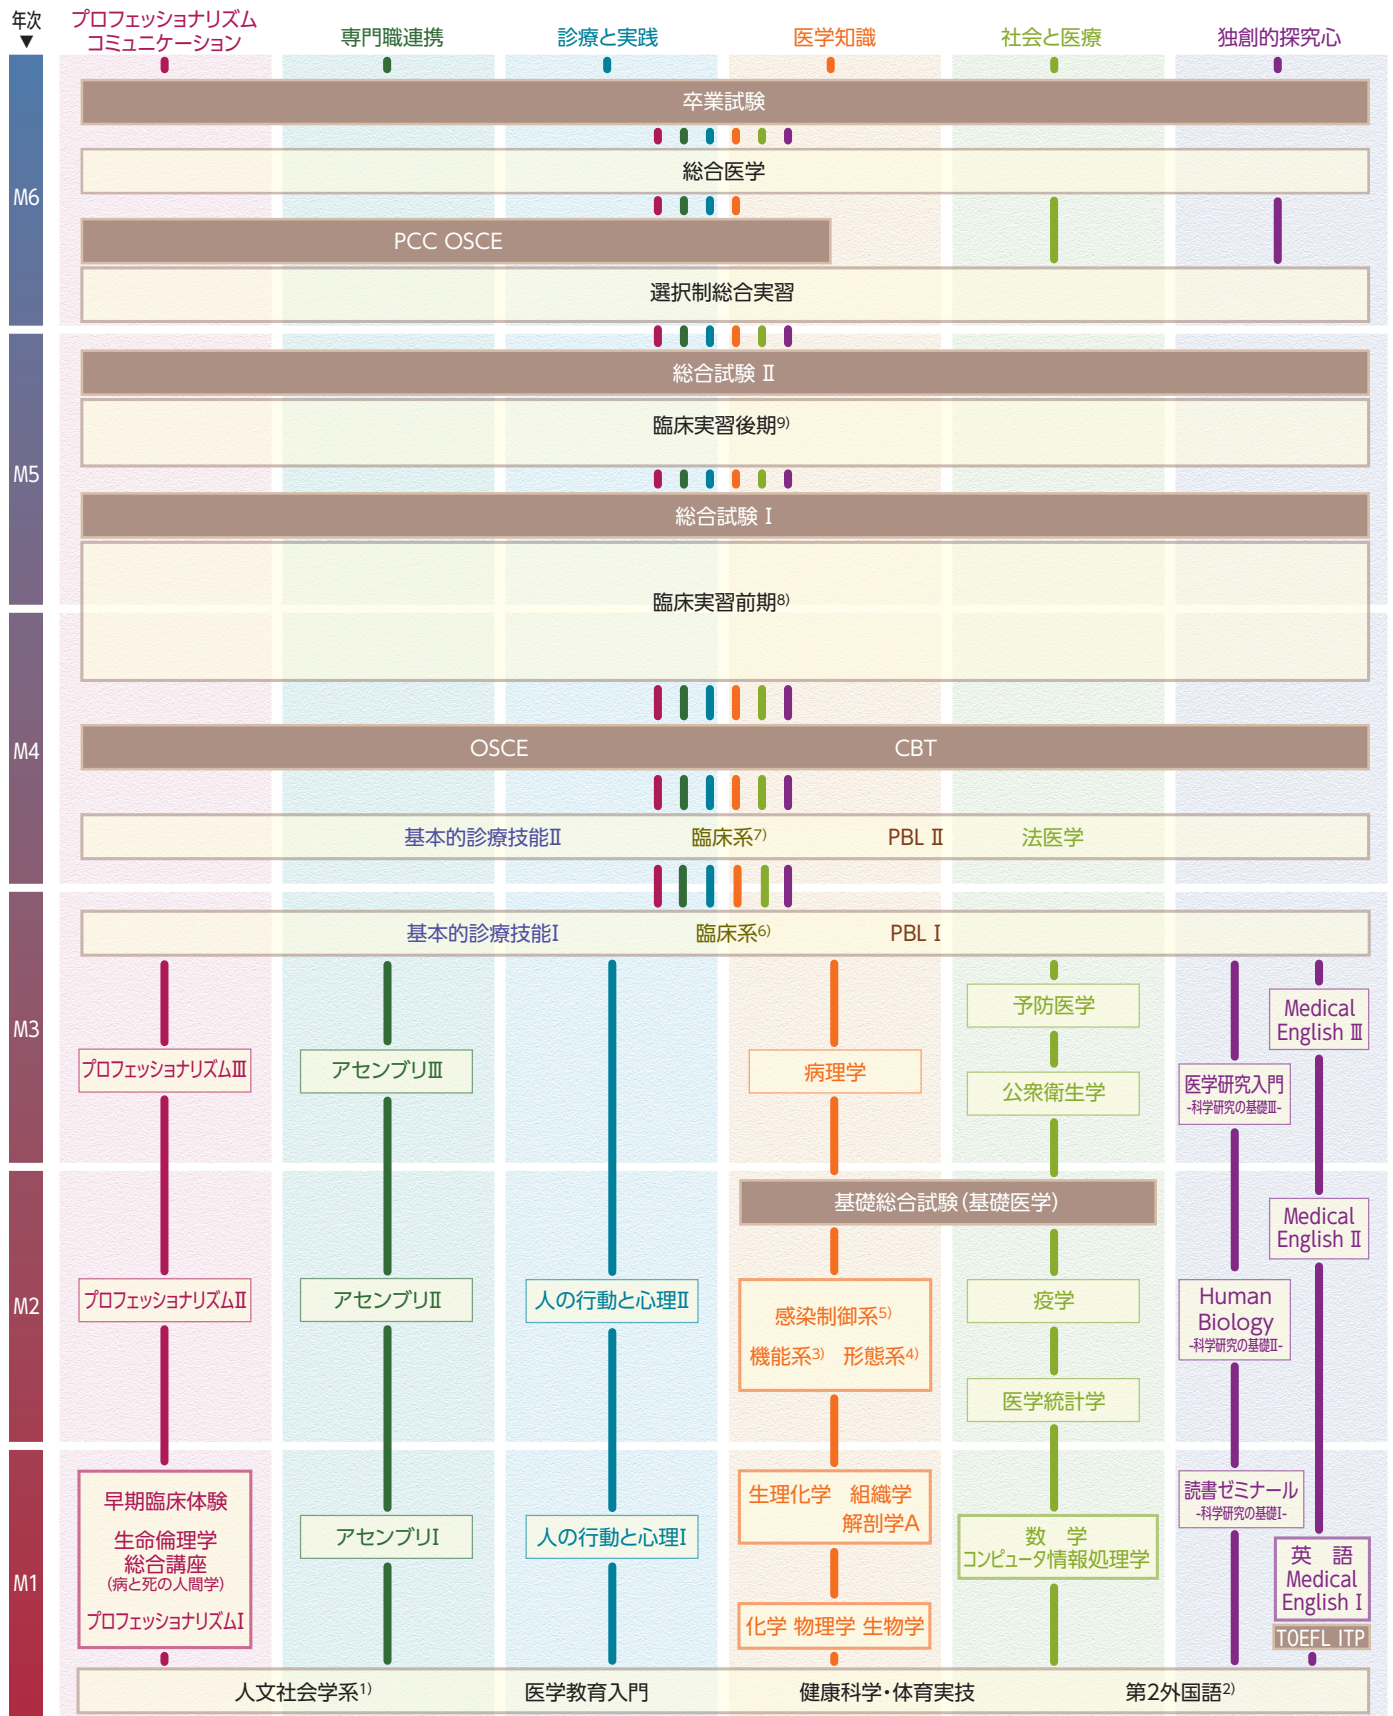 年次
▼
プロフェッショナリズム
コミュニケーション
専門職連携
診療と実践
医学知識
社会と医療
独創的探究心
M6
卒業試験
総合医学
PCC OSCE
選択制総合実習
M5
総合試験 Ⅱ
臨床実習後期9)
総合試験 Ⅰ
臨床実習前期8)
M4
OSCE
CBT
基本的診療技能Ⅱ
臨床系7)
PBL Ⅱ
法医学
M3
基本的診療技能Ⅰ
臨床系6)
PBL Ⅰ
プロフェッショナリズムⅢ
アセンブリⅢ
病理学
予防医学
公衆衛生学
医学研究入門
-科学研究の基礎Ⅲ-
Medical
English Ⅲ
M2
基礎総合試験(基礎医学)
プロフェッショナリズムⅡ
アセンブリⅡ
人の行動と心理Ⅱ
感染制御系5)
機能系3) 形態系4)
疫学
医学統計学
Human
Biology
-科学研究の基礎Ⅱ-
Medical
English Ⅱ
M1
早期臨床体験
生命倫理学
総合講座
(病と死の人間学)
プロフェッショナリズムⅠ
アセンブリⅠ
人の行動と心理Ⅰ
生理化学 組織学
解剖学A
化学 物理学 生物学
数 学
コンピュータ情報処理学
読書ゼミナール
-科学研究の基礎Ⅰ-
英 語
Medical
English Ⅰ
TOEFL ITP
人文社会学系1)
医学教育入門
健康科学・体育実技
第2外国語2)